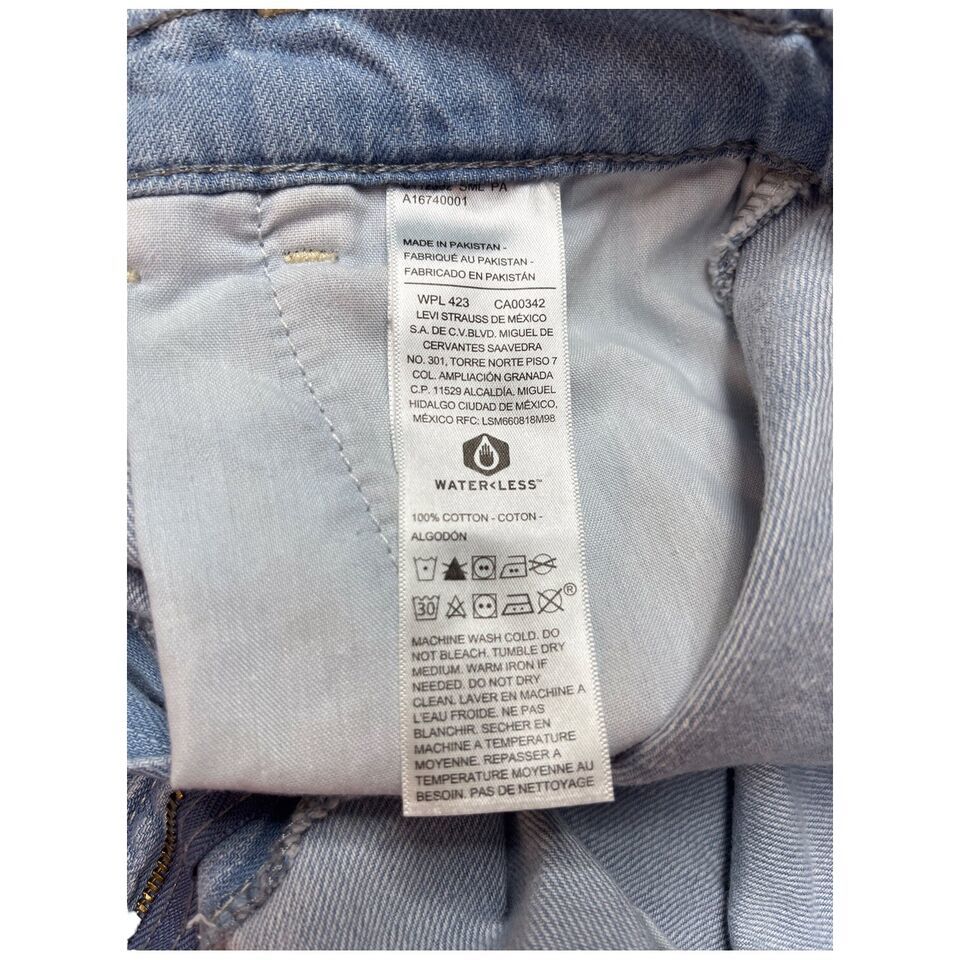 SML PA
A16740001
MADE IN PAKISTAN -
FABRIQUÉ AU PAKISTAN -
FABRICADO EN PAKISTÁN
WPL 423 CA00342
LEVI STRAUSS DE MÉXICO
S.A. DE C.V.BLVD. MIGUEL DE
CERVANTES SAAVEDRA
NO. 301, TORRE NORTE PISO 7
COL. AMPLIACIÓN GRANADA
C.P. 11529 ALCALDÍA. MIGUEL
HIDALGO CIUDAD DE MÉXICO,
MÉXICO RFC: LSM660818M98
WATER<LESS™
100% COTTON - COTON -
ALGODÓN
30 ®
MACHINE WASH COLD. DO
NOT BLEACH. TUMBLE DRY
MEDIUM. WARM IRON IF
NEEDED. DO NOT DRY
CLEAN. LAVER EN MACHINE A
L'EAU FROIDE. NE PAS
BLANCHIR. SECHER EN
MACHINE A TEMPERATURE
MOYENNE. REPASSER A
TEMPERATURE MOYENNE AU
BESOIN. PAS DE NETTOYAGE